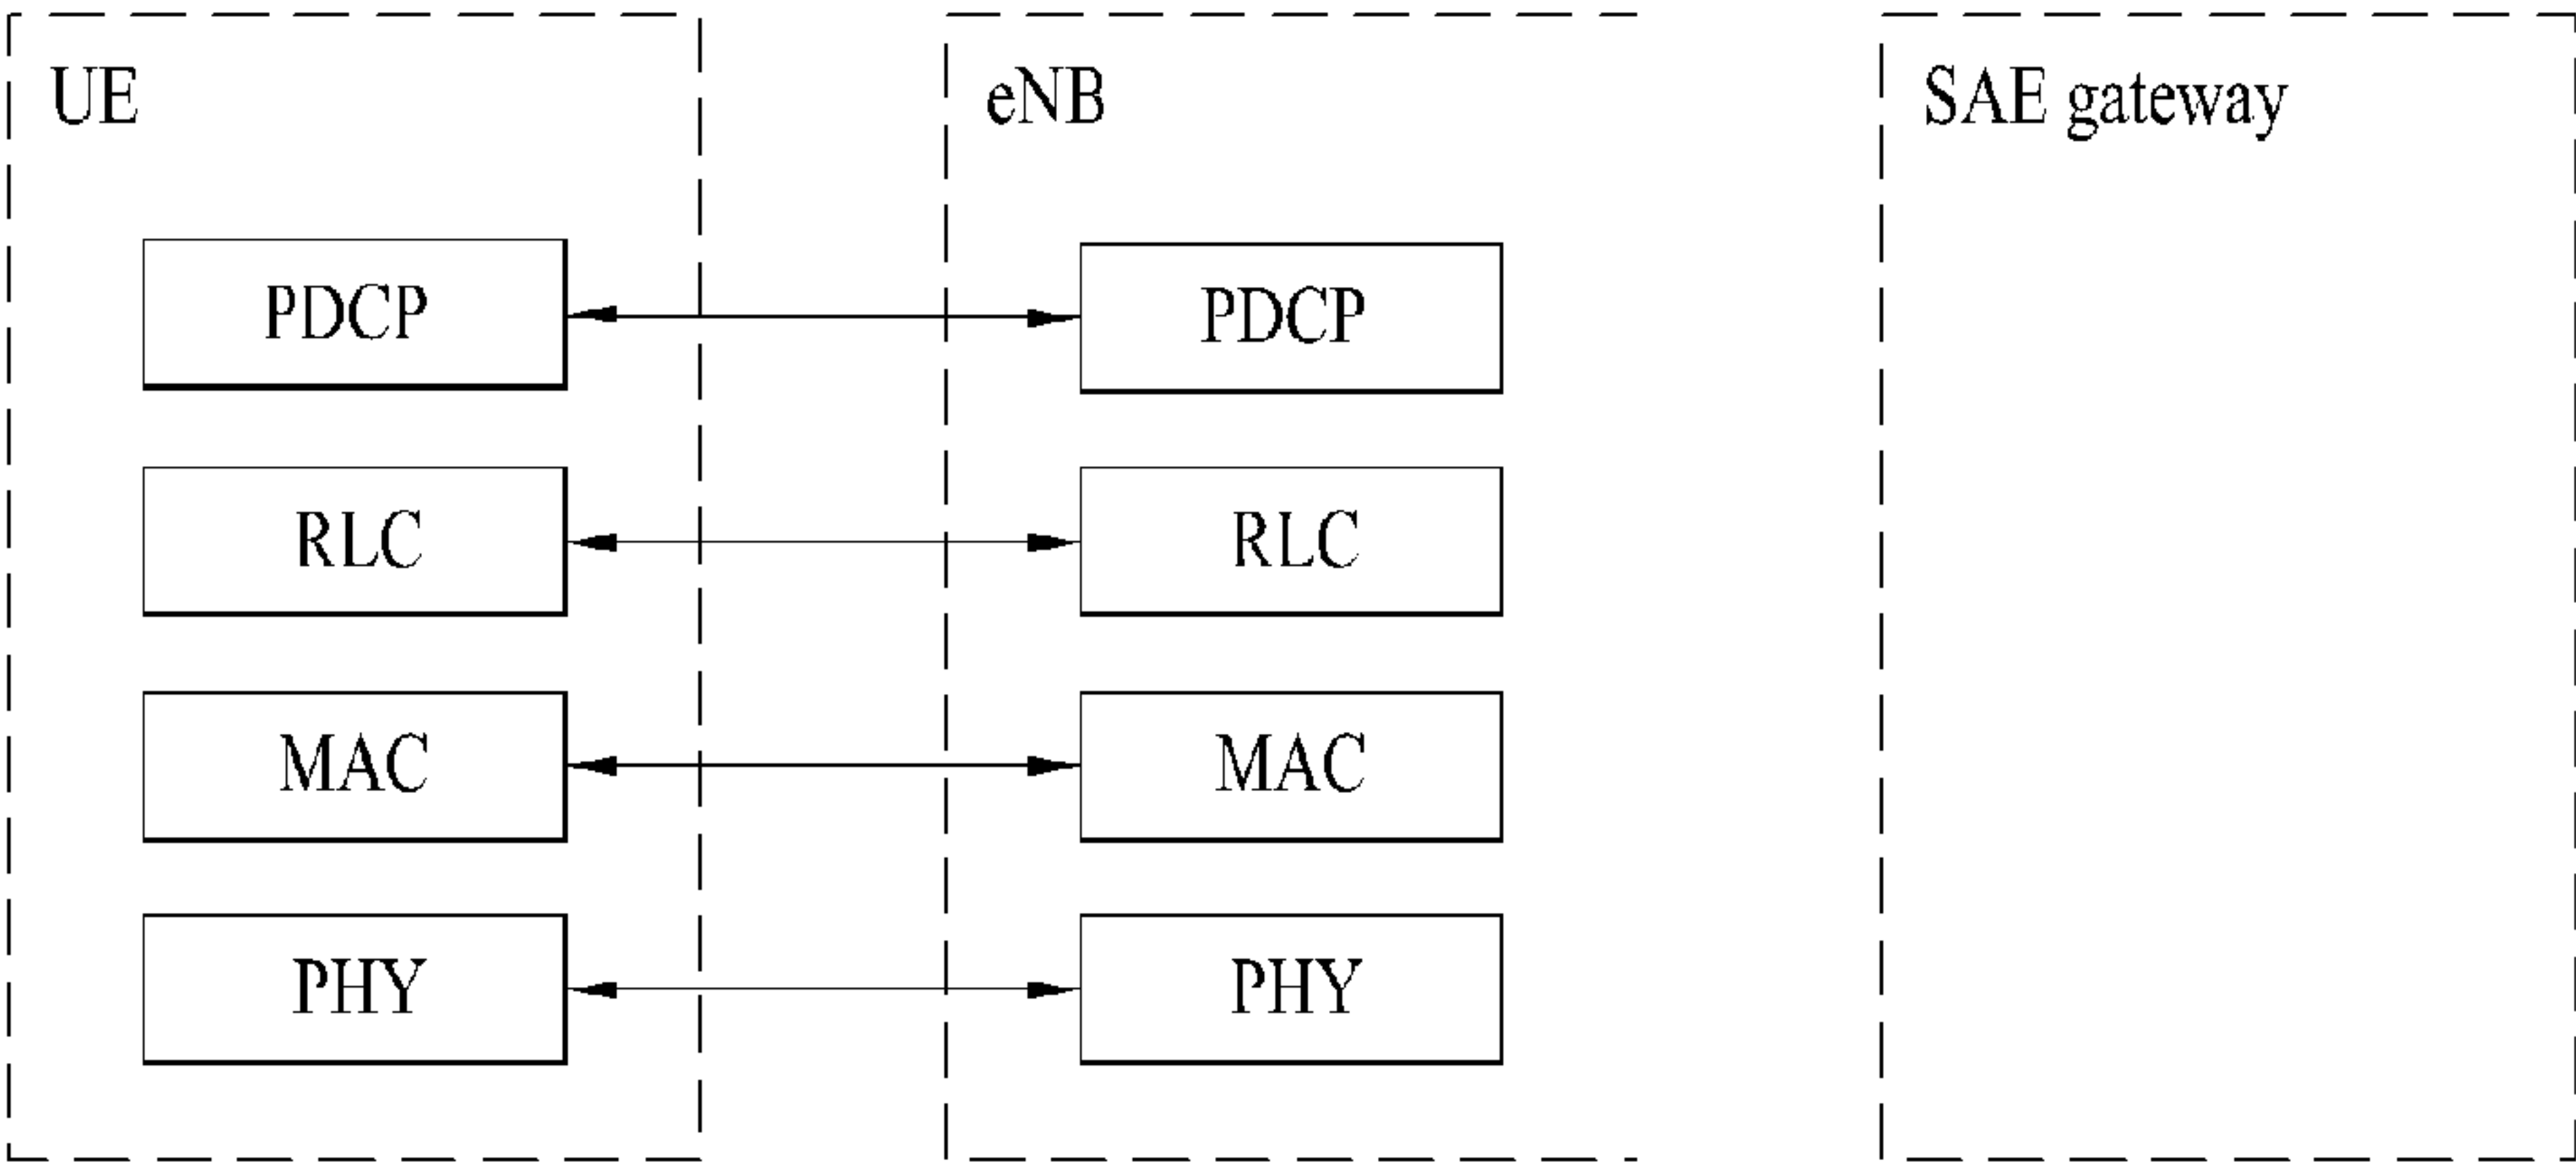 UE
eNB
SAE gateway
PDCP
PDCP
RLC
RLC
MAC
MAC
PHY
PHY